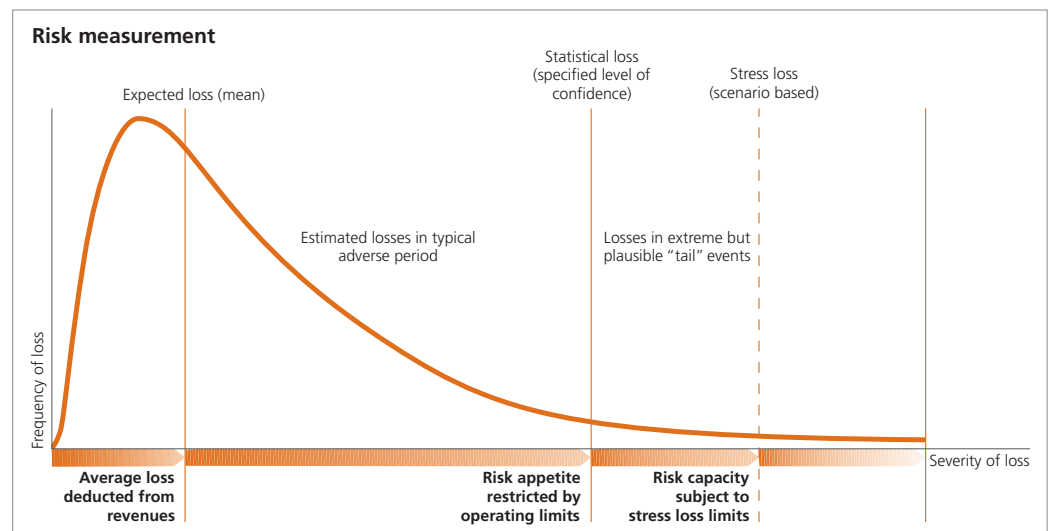 Risk measurement
Expected loss (mean)
Statistical loss
(specified level of
confidence)
Stress loss
(scenario based)
Estimated losses in typical
adverse period
Losses in extreme but
plausible “tail” events
Frequency of loss
Severity of loss
Average loss
deducted from
revenues
Risk appetite
restricted by
operating limits
Risk capacity
subject to
stress loss limits